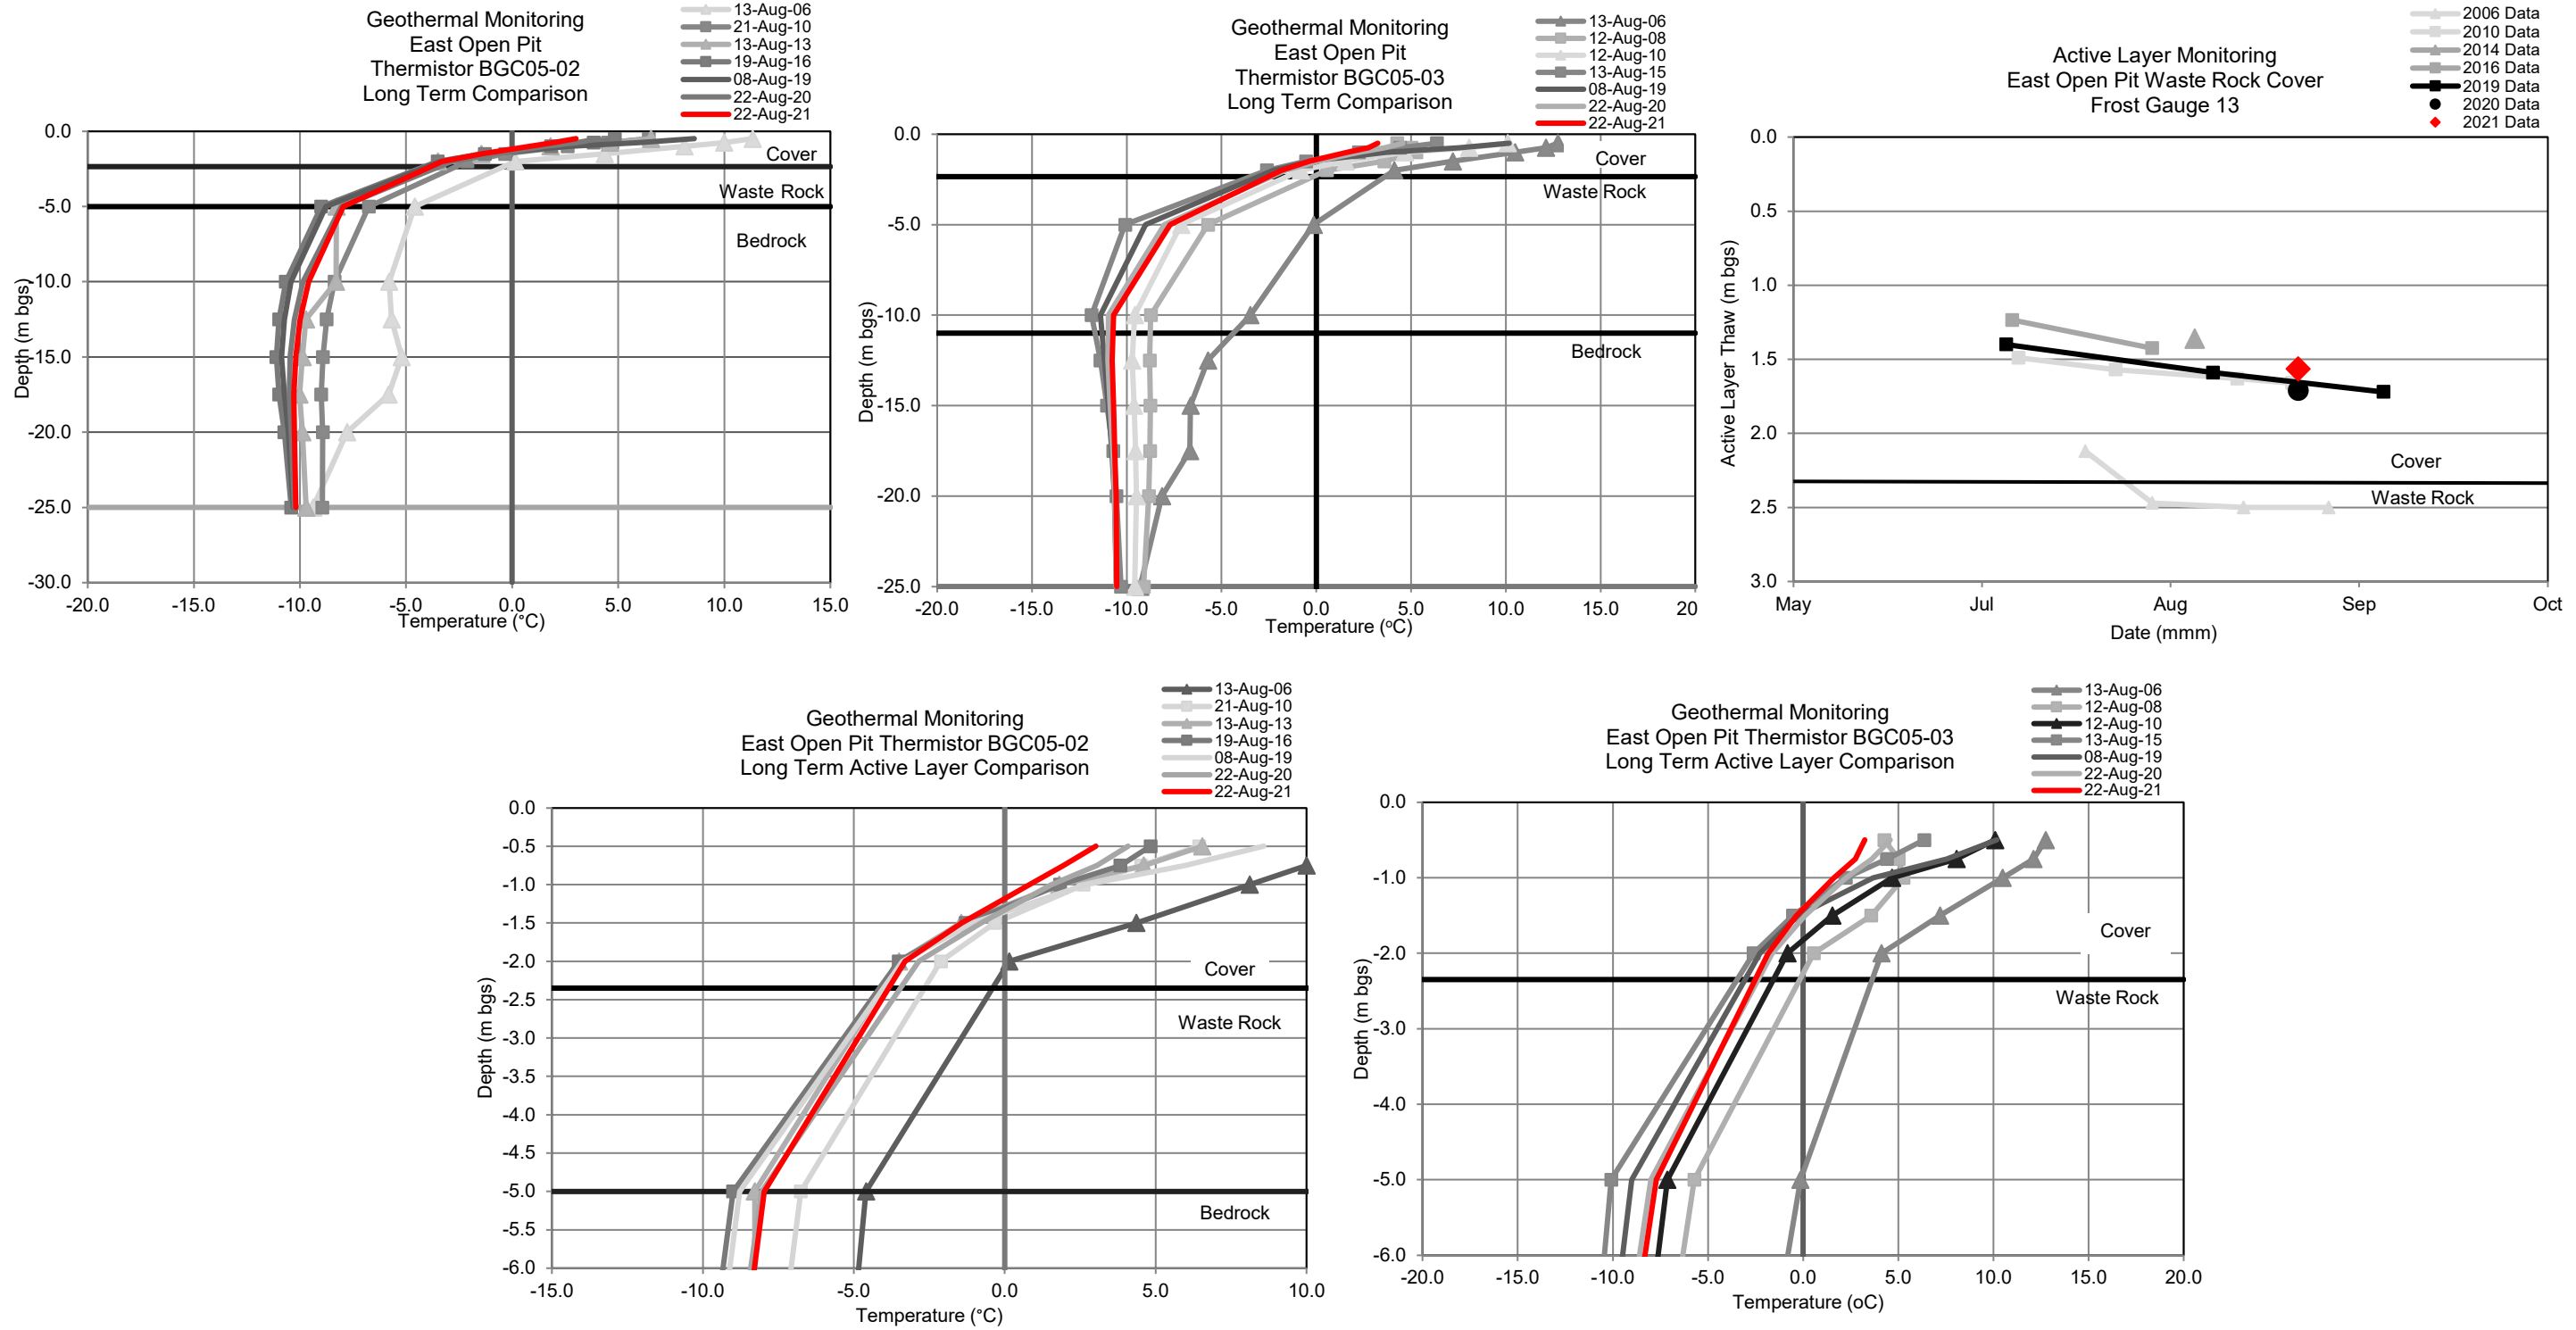 Geothermal Monitoring
East Open Pit
Thermistor BGC05-02
Long Term Comparison
13-Aug-06
21-Aug-10
13-Aug-13
19-Aug-16
08-Aug-19
22-Aug-20
22-Aug-21
0.0
-5.0
-10.0
-15.0
-20.0
-25.0
-30.0
Depth (m bgs)
Cover
Waste Rock
Bedrock
-20.0
-15.0
-10.0
-5.0
0.0
5.0
10.0
15.0
Temperature (°C)
Geothermal Monitoring
East Open Pit
Thermistor BGC05-03
Long Term Comparison
13-Aug-06
12-Aug-08
12-Aug-10
13-Aug-15
08-Aug-19
22-Aug-20
22-Aug-21
0.0
-5.0
-10.0
-15.0
-20.0
-25.0
Depth (m bgs)
Cover
Waste Rock
Bedrock
-20.0
-15.0
-10.0
-5.0
0.0
5.0
10.0
15.0
20
Temperature (ºC)
Active Layer Monitoring
East Open Pit Waste Rock Cover
Frost Gauge 13
2006 Data
2010 Data
2014 Data
2016 Data
2019 Data
2020 Data
2021 Data
0.0
0.5
1.0
1.5
2.0
2.5
3.0
Active Layer Thaw (m bgs)
Cover
Waste Rock
May
Jul
Aug
Sep
Oct
Date (mmm)
Geothermal Monitoring
East Open Pit Thermistor BGC05-02
Long Term Active Layer Comparison
13-Aug-06
21-Aug-10
13-Aug-13
19-Aug-16
08-Aug-19
22-Aug-20
22-Aug-21
0.0
-0.5
-1.0
-1.5
-2.0
-2.5
-3.0
-3.5
-4.0
-4.5
-5.0
-5.5
-6.0
Depth (m bgs)
Cover
Waste Rock
Bedrock
-15.0
-10.0
-5.0
0.0
5.0
10.0
Temperature (°C)
Geothermal Monitoring
East Open Pit Thermistor BGC05-03
Long Term Active Layer Comparison
13-Aug-06
12-Aug-08
12-Aug-10
13-Aug-15
08-Aug-19
22-Aug-20
22-Aug-21
0.0
-1.0
-2.0
-3.0
-4.0
-5.0
-6.0
Depth (m bgs)
Cover
Waste Rock
-20.0
-15.0
-10.0
-5.0
0.0
5.0
10.0
15.0
20.0
Temperature (oC)